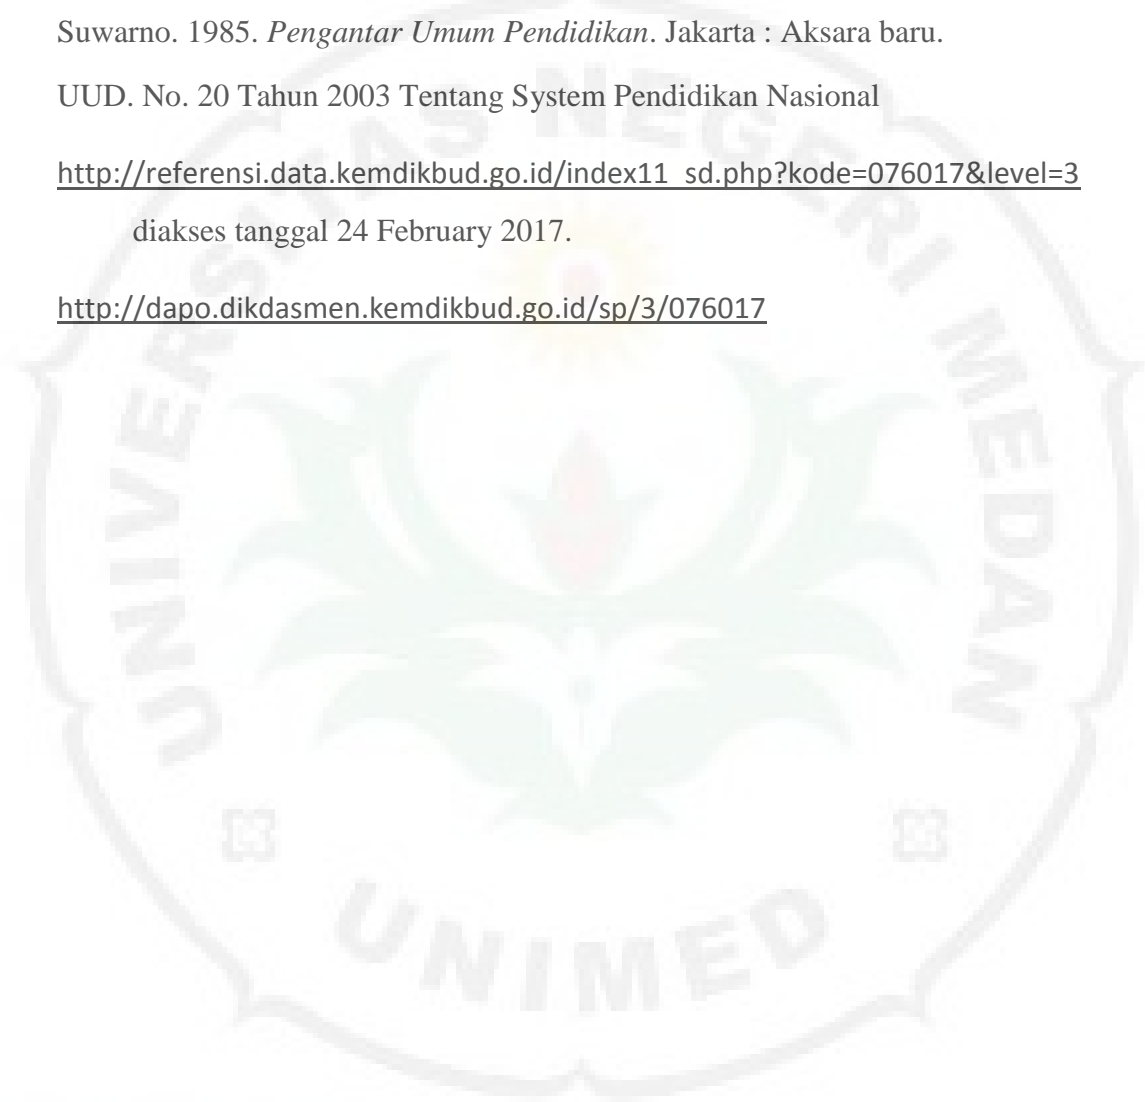 Suwarno. 1985. Pengantar Umum Pendidikan. Jakarta : Aksara baru.
UUD. No. 20 Tahun 2003 Tentang System Pendidikan Nasional
http://referensi.data.kemdikbud.go.id/index11_sd.php?kode=076017&level=3
diakses tanggal 24 February 2017.
http://dapo.dikdasmen.kemdikbud.go.id/sp/3/076017
UNIVERSITAS NEGERI MEDAN
UNIMED